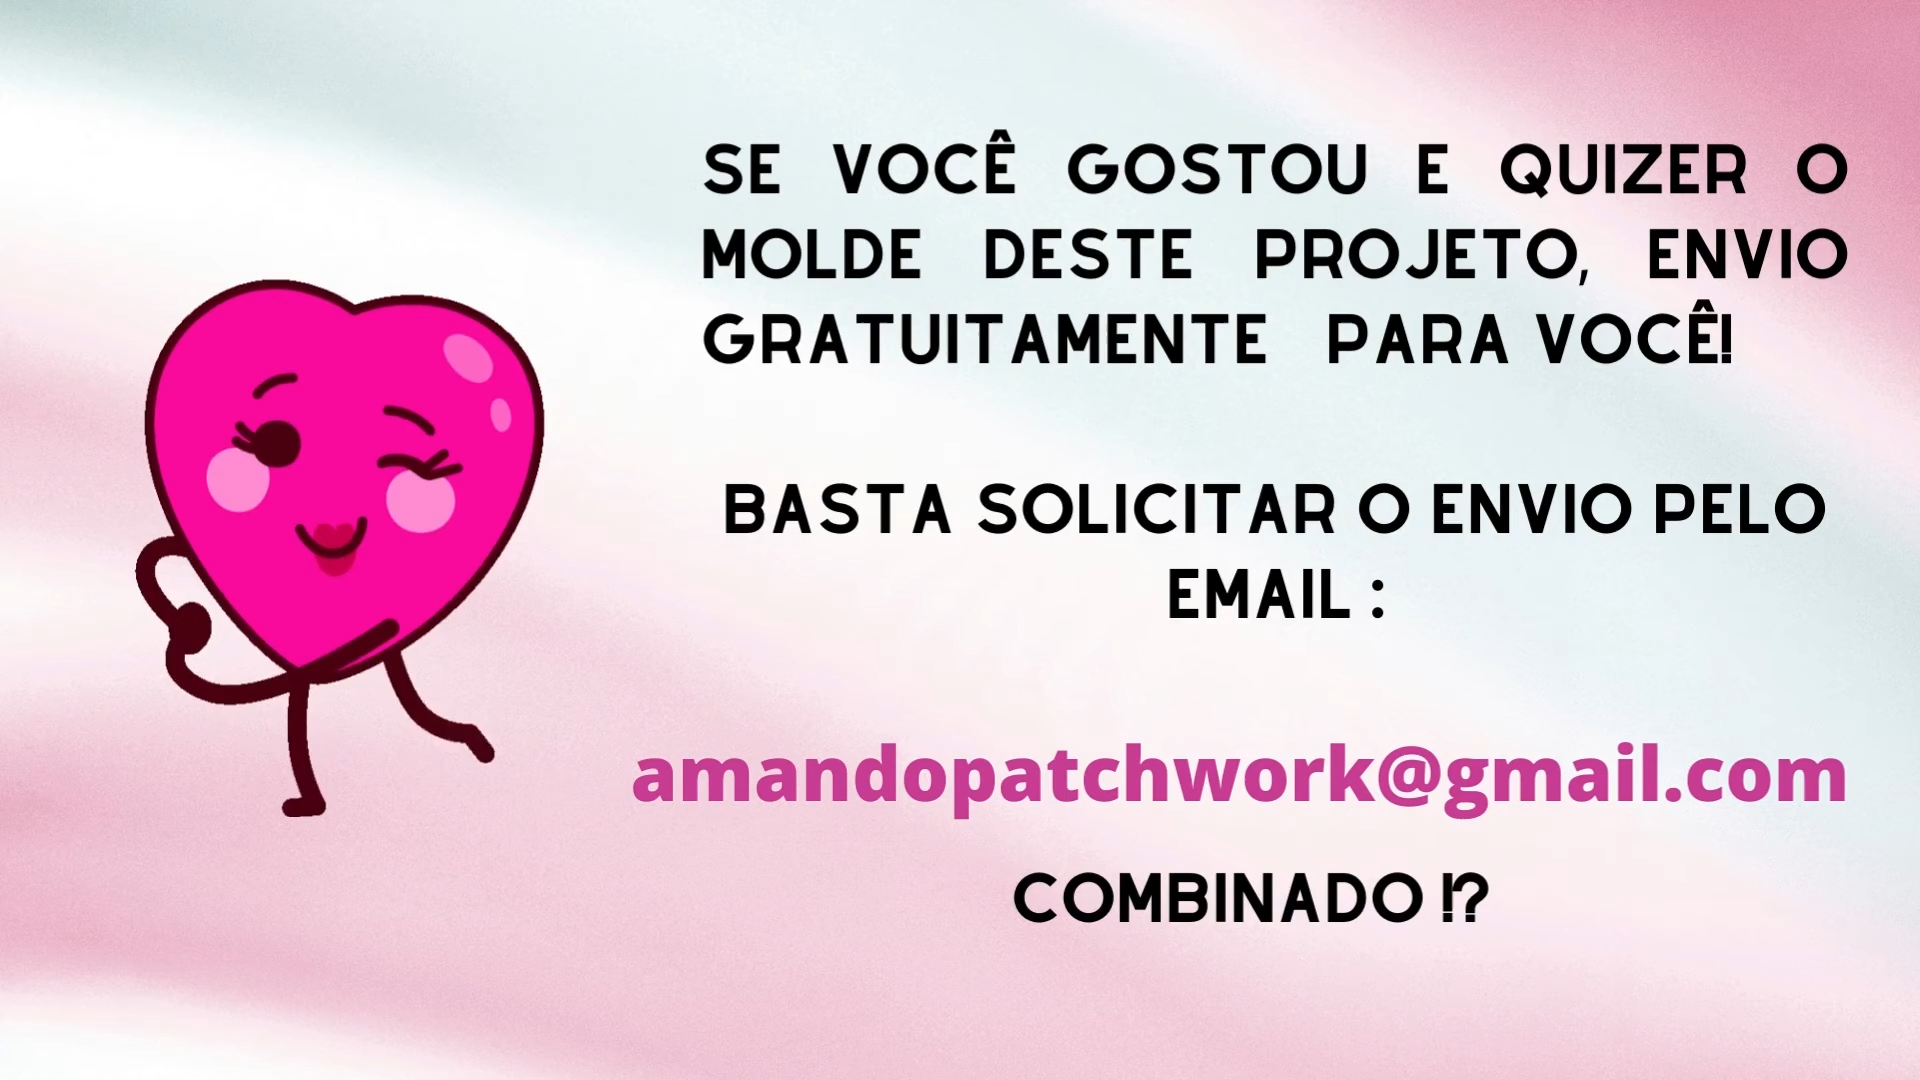 SE VOCÊ GOSTOU E QUIZER O
MOLDE DESTE PROJETO, ENVIO
GRATUITAMENTE PARA VOCÊ!
BASTA SOLICITAR O ENVIO PELO
EMAIL :
amandopatchwork@gmail.com
COMBINADO !?